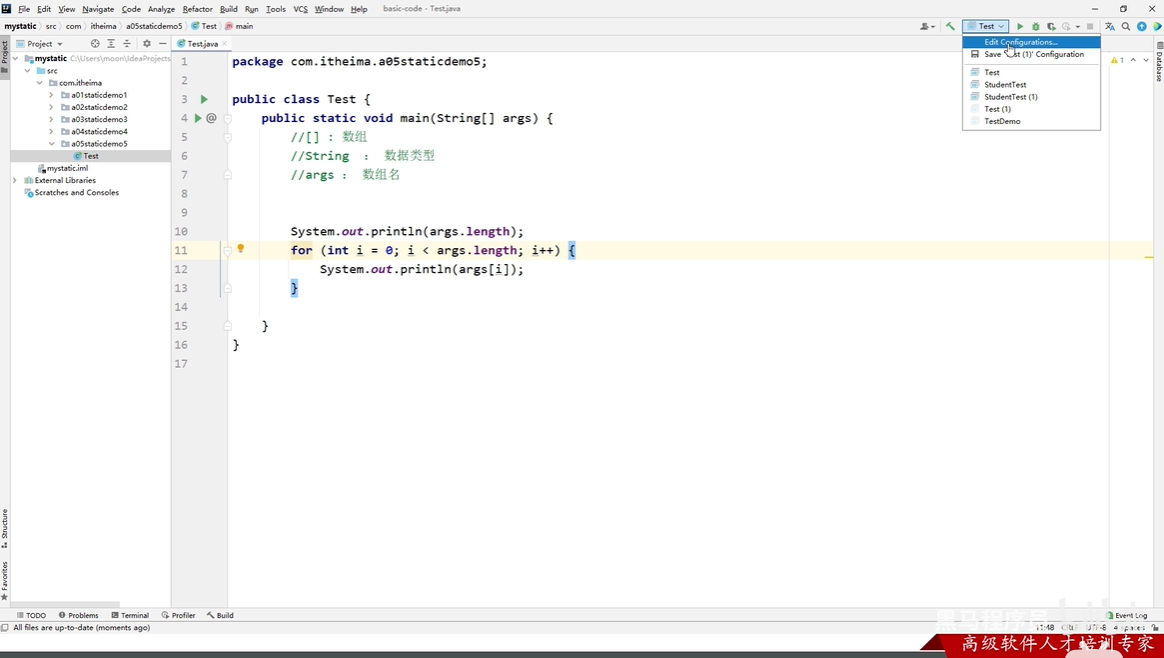 File Edit View Navigate Code Analyze Refactor Build Run Tools VCS Window Help basic-code - Test.java
mystatic src com itheima a05staticdemo5 Test main
Test
Project
Test.java
Edit Configurations...
Save 'Test (1)' Configuration
Test
StudentTest
StudentTest (1)
Test (1)
TestDemo
1
Project
Database
mystatic C:\Users\moon\IdeaProjects
src
com.itheima
a01staticdemo1
a02staticdemo2
a03staticdemo3
a04staticdemo4
a05staticdemo5
Test
mystatic.iml
External Libraries
Scratches and Consoles
1 package com.itheima.a05staticdemo5;
2
3 public class Test {
4 @ public static void main(String[] args) {
5 //[] : 数组
6 //String ： 数据类型
7 //args ： 数组名
8
9
10 System.out.println(args.length);
11 for (int i = 0; i < args.length; i++) {
12 System.out.println(args[i]);
13 }
14
15 }
16 }
17
Structure
Favorites
TODO Problems Terminal Profiler Build Event Log
All files are up-to-date (moments ago) 11:48 CRLF UTF-8 4 spaces
黑马程序员
高级软件人才培训专家